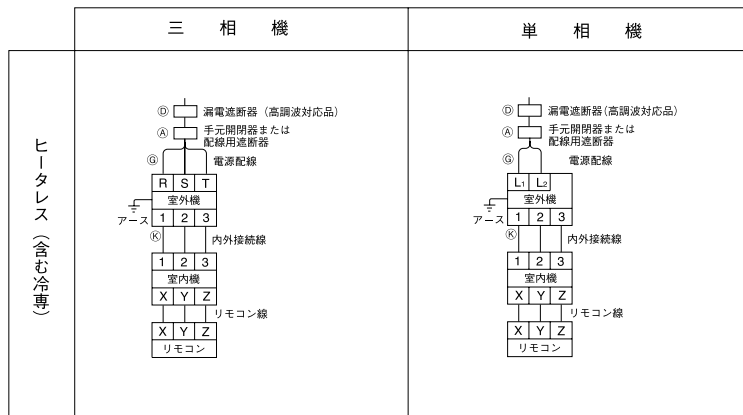 三相機
単相機
ヒータレス（含む冷専）
Ⓓ 漏電遮断器（高調波対応品）
Ⓐ 手元開閉器または
配線用遮断器
Ⓖ 電源配線
R S T
室外機
アース
1 2 3
Ⓚ 内外接続線
1 2 3
室内機
X Y Z
リモコン線
X Y Z
リモコン
Ⓓ 漏電遮断器（高調波対応品）
Ⓐ 手元開閉器または
配線用遮断器
Ⓖ 電源配線
L1 L2
室外機
アース
1 2 3
Ⓚ 内外接続線
1 2 3
室内機
X Y Z
リモコン線
X Y Z
リモコン